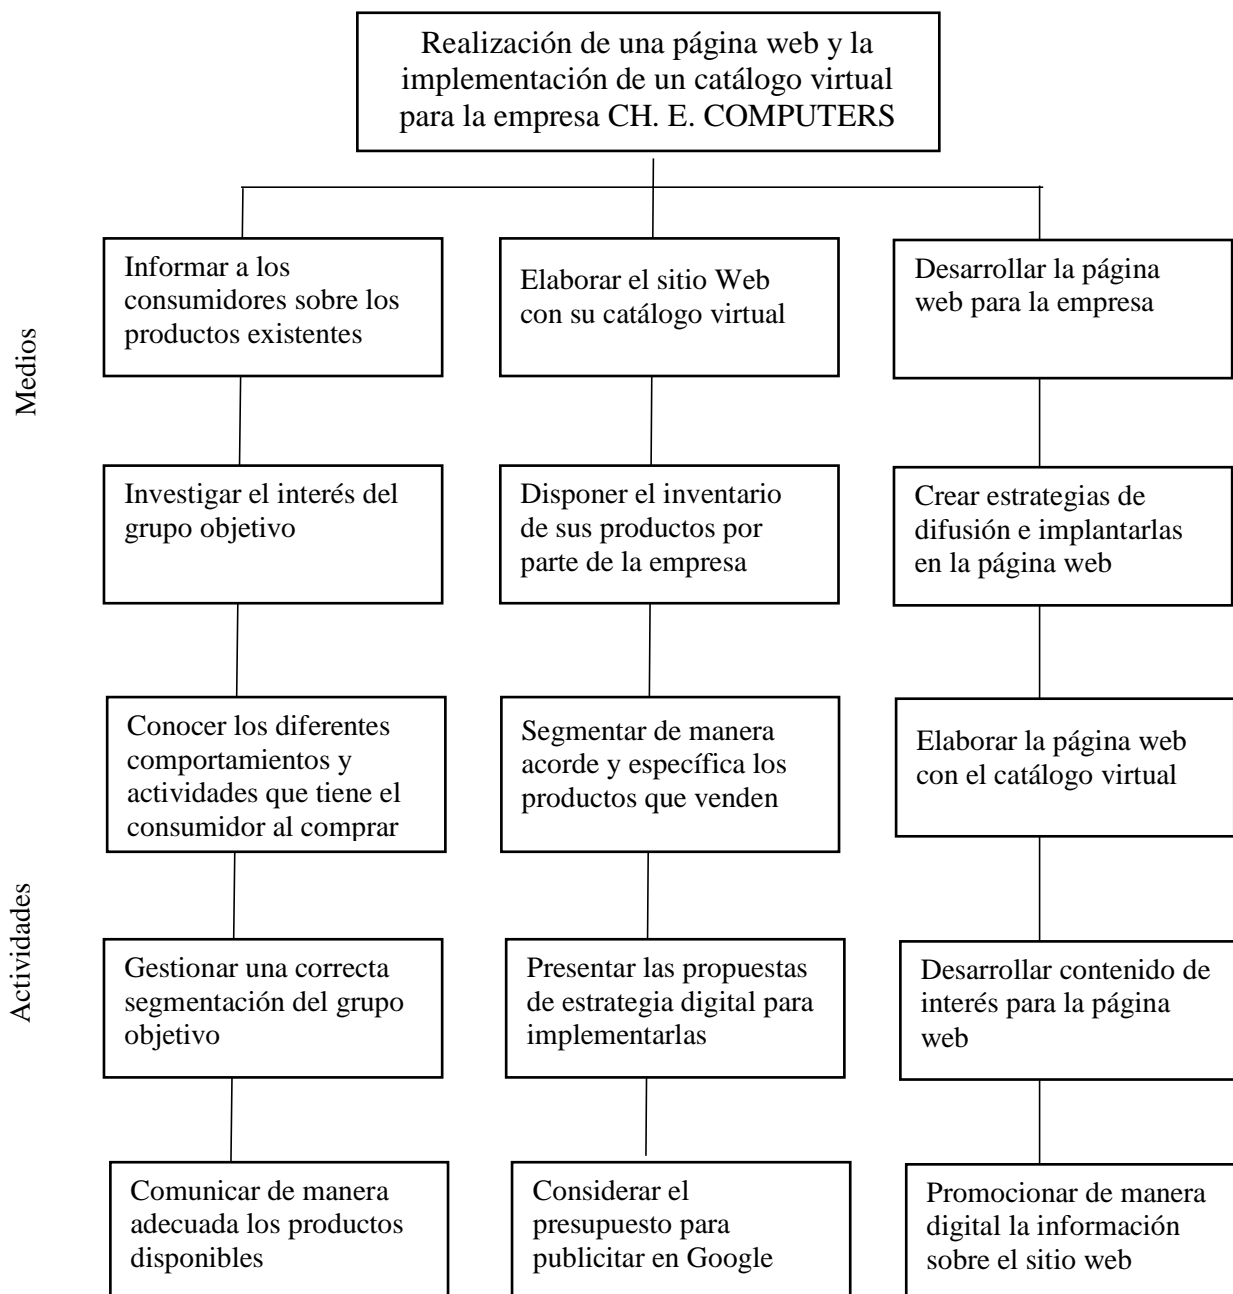 Realización de una página web y la
implementación de un catálogo virtual
para la empresa CH. E. COMPUTERS
Medios
Informar a los
consumidores sobre los
productos existentes
Elaborar el sitio Web
con su catálogo virtual
Desarrollar la página
web para la empresa
Investigar el interés del
grupo objetivo
Disponer el inventario
de sus productos por
parte de la empresa
Crear estrategias de
difusión e implantarlas
en la página web
Actividades
Conocer los diferentes
comportamientos y
actividades que tiene el
consumidor al comprar
Segmentar de manera
acorde y específica los
productos que venden
Elaborar la página web
con el catálogo virtual
Gestionar una correcta
segmentación del grupo
objetivo
Presentar las propuestas
de estrategia digital para
implementarlas
Desarrollar contenido de
interés para la página
web
Comunicar de manera
adecuada los productos
disponibles
Considerar el
presupuesto para
publicitar en Google
Promocionar de manera
digital la información
sobre el sitio web